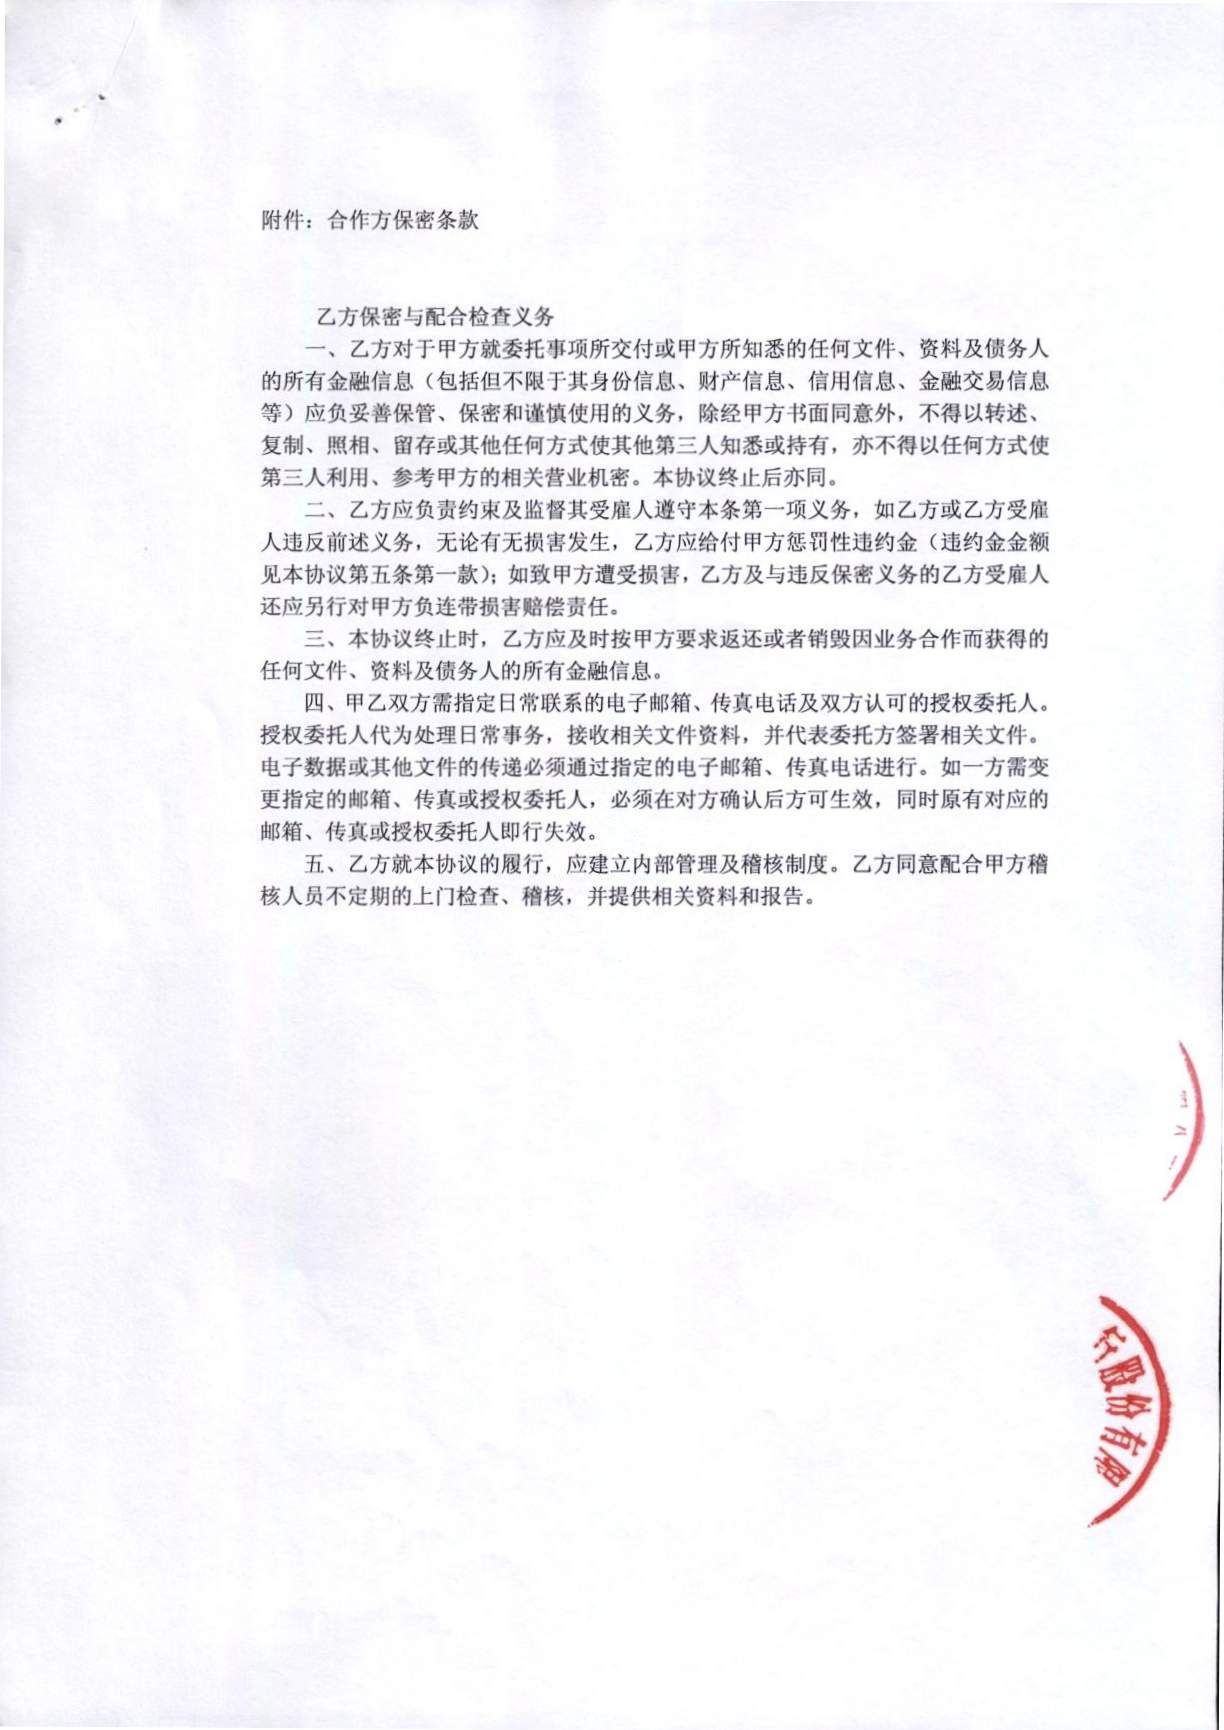 附件：合作方保密条款
乙方保密与配合检查义务
一、乙方对于甲方就委托事项所交付或甲方所知悉的任何文件、资料及债务人
的所有金融信息（包括但不限于其身份信息、财产信息、信用信息、金融交易信息
等）应负妥善保管、保密和谨慎使用的义务，除经甲方书面同意外，不得以转述、
复制、照相、留存或其他任何方式使其他第三人知悉或持有，亦不得以任何方式使
第三人利用、参考甲方的相关营业机密。本协议终止后亦同。
二、乙方应负责约束及监督其受雇人遵守本条第一项义务，如乙方或乙方受雇
人违反前述义务，无论有无损害发生，乙方应给付甲方惩罚性违约金（违约金金额
见本协议第五条第一款）；如致甲方遭受损害，乙方及与违反保密义务的乙方受雇人
还应另行对甲方负连带损害赔偿责任。
三、本协议终止时，乙方应及时按甲方要求返还或者销毁因业务合作而获得的
任何文件、资料及债务人的所有金融信息。
四、甲乙双方需指定日常联系的电子邮箱、传真电话及双方认可的授权委托人。
授权委托人代为处理日常事务，接收相关文件资料，并代表委托方签署相关文件。
电子数据或其他文件的传递必须通过指定的电子邮箱、传真电话进行。如一方需变
更指定的邮箱、传真或授权委托人，必须在对方确认后方可生效，同时原有对应的
邮箱、传真或授权委托人即行失效。
五、乙方就本协议的履行，应建立内部管理及稽核制度。乙方同意配合甲方稽
核人员不定期的上门检查、稽核，并提供相关资料和报告。
股份有限